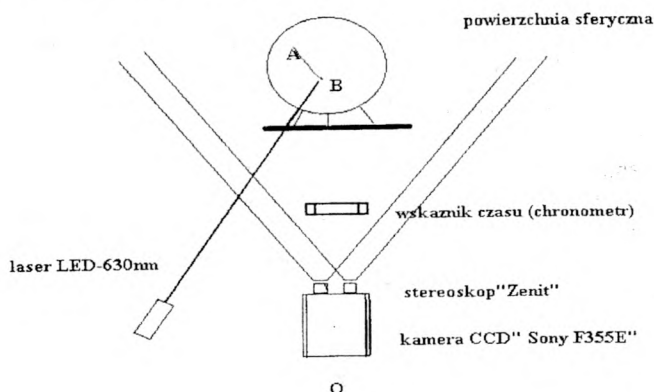 powierzchnia sferyczna
A
B
wskaznik czasu (chronometr)
laser LED-630nm
stereoskop"Zenit"
kamera CCD" Sony F355E"
O